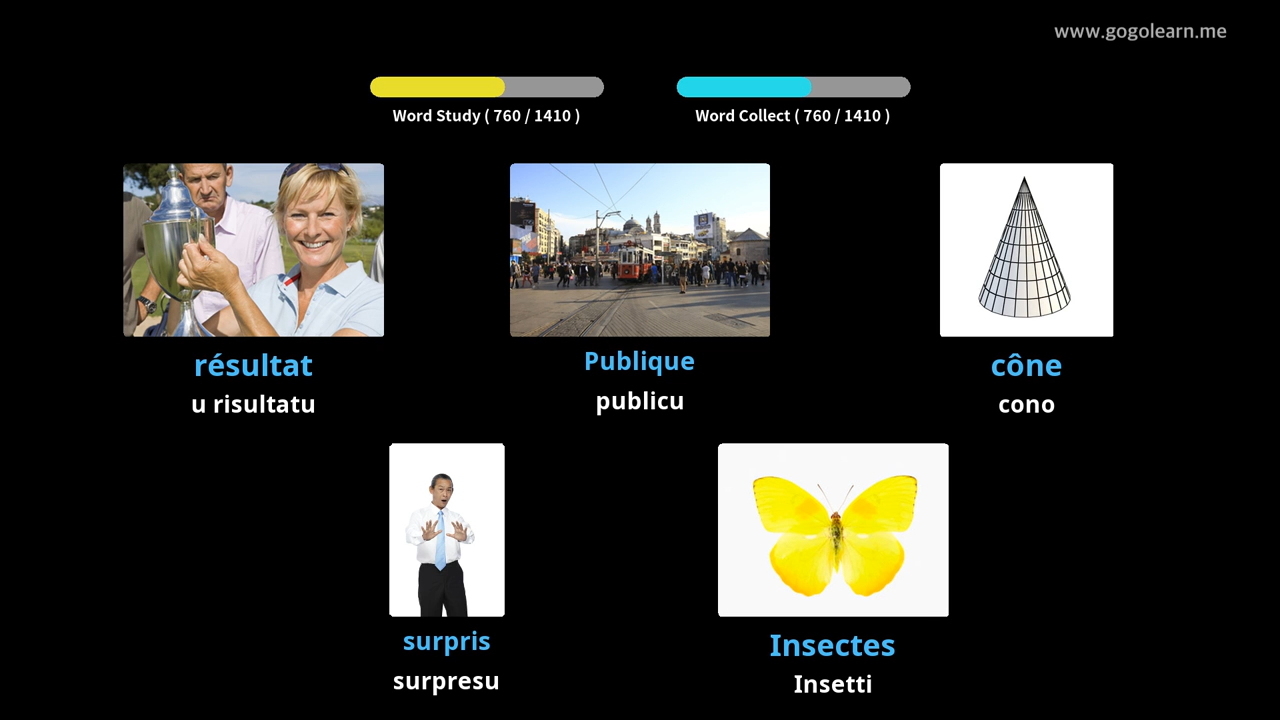 www.gogolearn.me
Word Study ( 760 / 1410 )
Word Collect ( 760 / 1410 )
résultat
u risultatu
Publique
publicu
cône
cono
surpris
surpresu
Insectes
Insetti